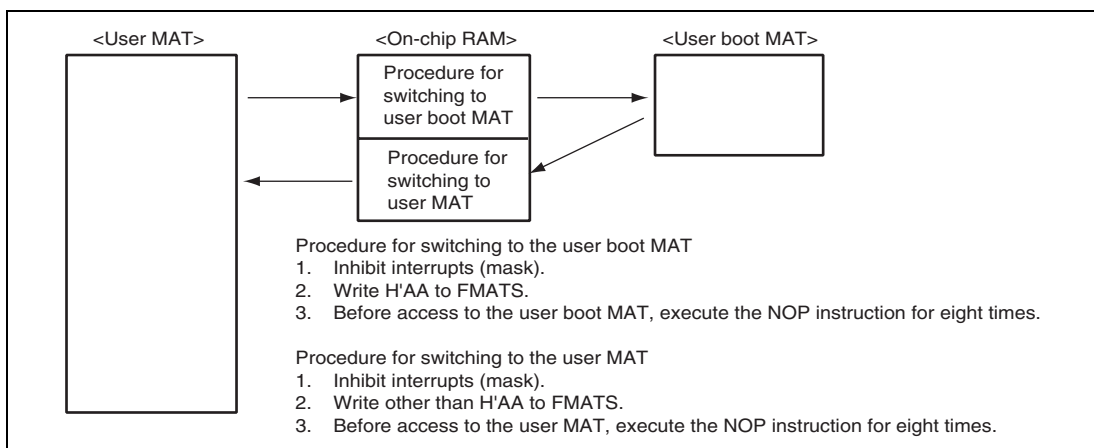 <User MAT>
<On-chip RAM>
<User boot MAT>
Procedure for
switching to
user boot MAT
Procedure for
switching to
user MAT
Procedure for switching to the user boot MAT
1. Inhibit interrupts (mask).
2. Write H'AA to FMATS.
3. Before access to the user boot MAT, execute the NOP instruction for eight times.
Procedure for switching to the user MAT
1. Inhibit interrupts (mask).
2. Write other than H'AA to FMATS.
3. Before access to the user MAT, execute the NOP instruction for eight times.